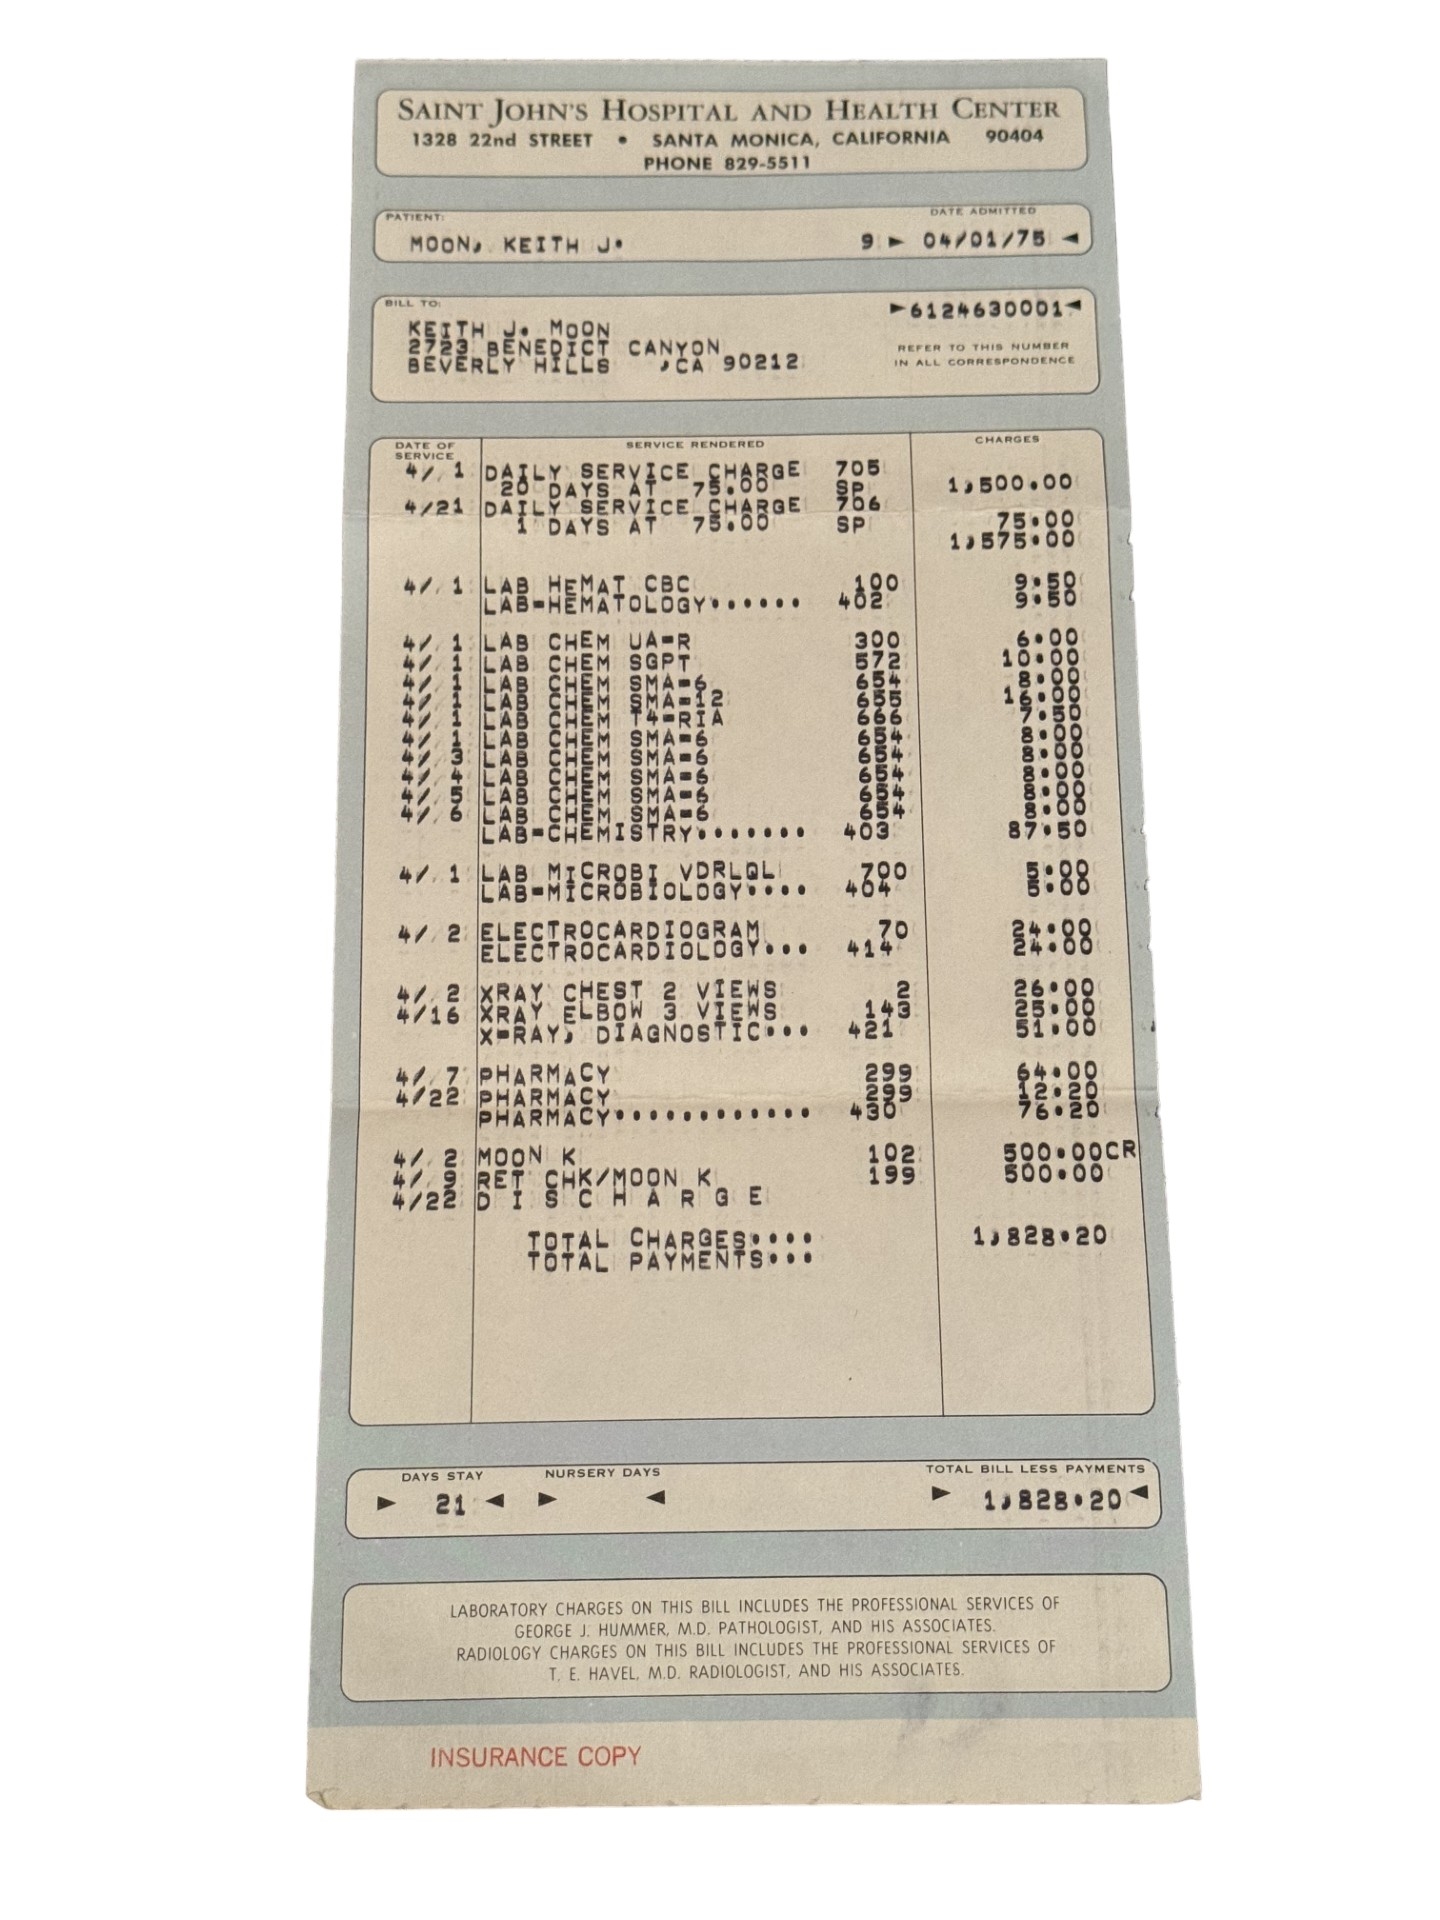 SAINT JOHN'S HOSPITAL AND HEALTH CENTER
1328 22nd STREET • SANTA MONICA, CALIFORNIA 90404
PHONE 829-5511
PATIENT: DATE ADMITTED
MOON, KEITH J. 9 ► 04/01/75 ◄
BILL TO:
►6124630001◄
KEITH J. MOON
2723 BENEDICT CANYON
BEVERLY HILLS ,CA 90212
REFER TO THIS NUMBER
IN ALL CORRESPONDENCE
DATE OF SERVICE SERVICE RENDERED CHARGES
4/ 1 DAILY SERVICE CHARGE 705
20 DAYS AT 75.00 SP 1,500.00
4/21 DAILY SERVICE CHARGE 706
1 DAYS AT 75.00 SP 75.00
1,575.00
4/ 1 LAB HEMAT CBC 100 9.50
LAB-HEMATOLOGY...... 402 9.50
4/ 1 LAB CHEM UA-R 300 6.00
4/ 1 LAB CHEM SGPT 572 10.00
4/ 1 LAB CHEM SMA-6 654 8.00
4/ 1 LAB CHEM SMA-12 655 16.00
4/ 1 LAB CHEM T4-RIA 666 7.50
4/ 1 LAB CHEM SMA-6 654 8.00
4/ 3 LAB CHEM SMA-6 654 8.00
4/ 4 LAB CHEM SMA-6 654 8.00
4/ 5 LAB CHEM SMA-6 654 8.00
4/ 6 LAB CHEM SMA-6 654 8.00
LAB-CHEMISTRY....... 403 87.50
4/ 1 LAB MICROBI VDRLQL 700 5.00
LAB-MICROBIOLOGY.... 404 5.00
4/ 2 ELECTROCARDIOGRAM 70 24.00
ELECTROCARDIOLOGY... 414 24.00
4/ 2 XRAY CHEST 2 VIEWS 2 26.00
4/16 XRAY ELBOW 3 VIEWS 143 25.00
X-RAY, DIAGNOSTIC... 421 51.00
4/ 7 PHARMACY 299 64.00
4/22 PHARMACY 299 12.20
PHARMACY............ 430 76.20
4/ 2 MOON K 102 500.00CR
4/ 9 RET CHK/MOON K 199 500.00
4/22 D I S C H A R G E
TOTAL CHARGES.... 1,828.20
TOTAL PAYMENTS...
DAYS STAY NURSERY DAYS TOTAL BILL LESS PAYMENTS
► 21 ◄ ► ◄ ► 1,828.20◄
LABORATORY CHARGES ON THIS BILL INCLUDES THE PROFESSIONAL SERVICES OF
GEORGE J. HUMMER, M.D. PATHOLOGIST, AND HIS ASSOCIATES.
RADIOLOGY CHARGES ON THIS BILL INCLUDES THE PROFESSIONAL SERVICES OF
T. E. HAVEL, M.D. RADIOLOGIST, AND HIS ASSOCIATES.
INSURANCE COPY